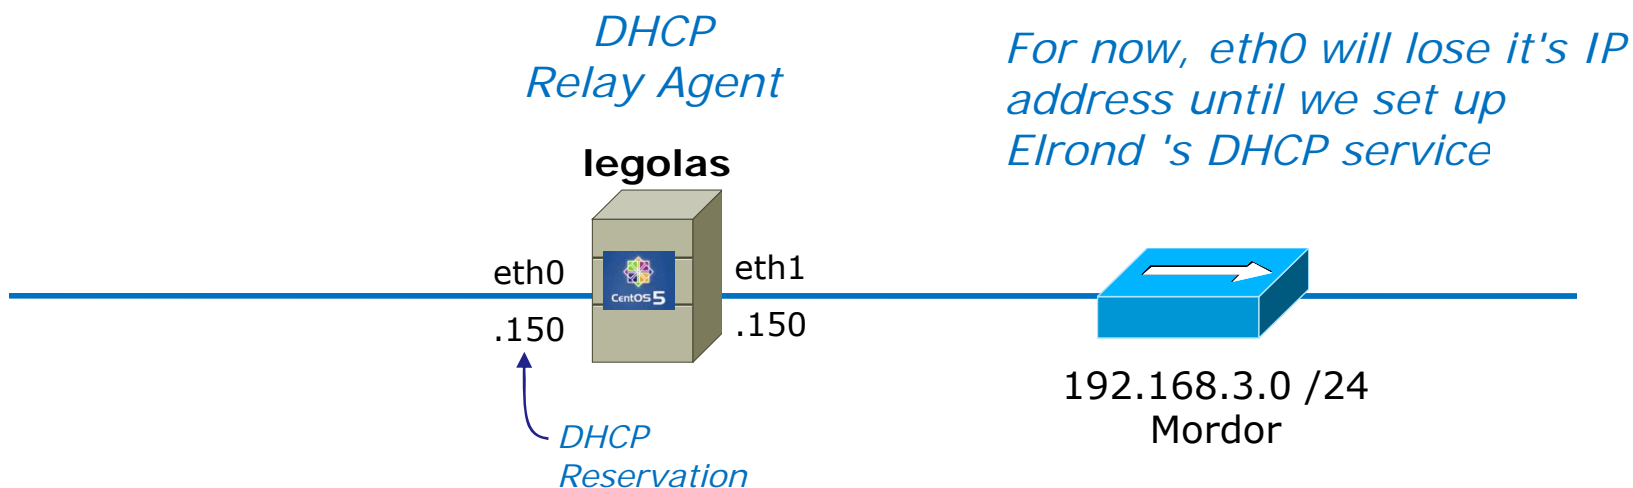 DHCP
Relay Agent
For now, eth0 will lose it's IP
address until we set up
Elrond 's DHCP service
legolas
eth0
eth1
CentOS 5
.150
.150
192.168.3.0 /24
Mordor
DHCP
Reservation